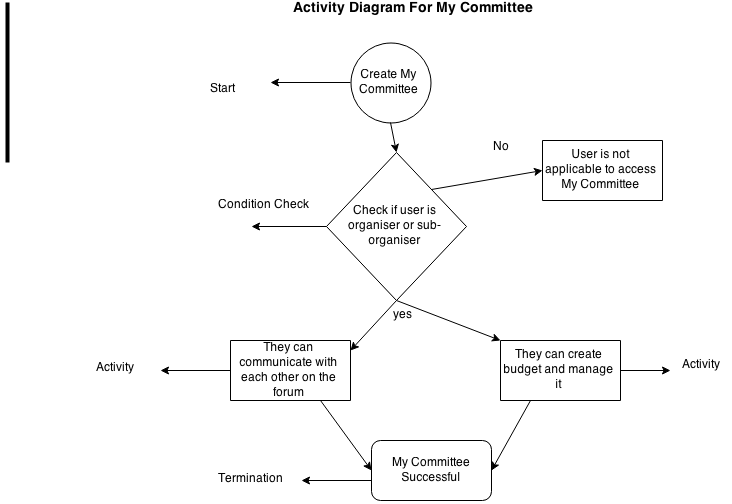 Activity Diagram For My Committee
Create My
Committee
Start
No
User is not
applicable to access
My Committee
Condition Check
Check if user is
organiser or sub-
organiser
yes
They can
communicate with
each other on the
forum
Activity
They can create
budget and manage
it
Activity
My Committee
Successful
Termination